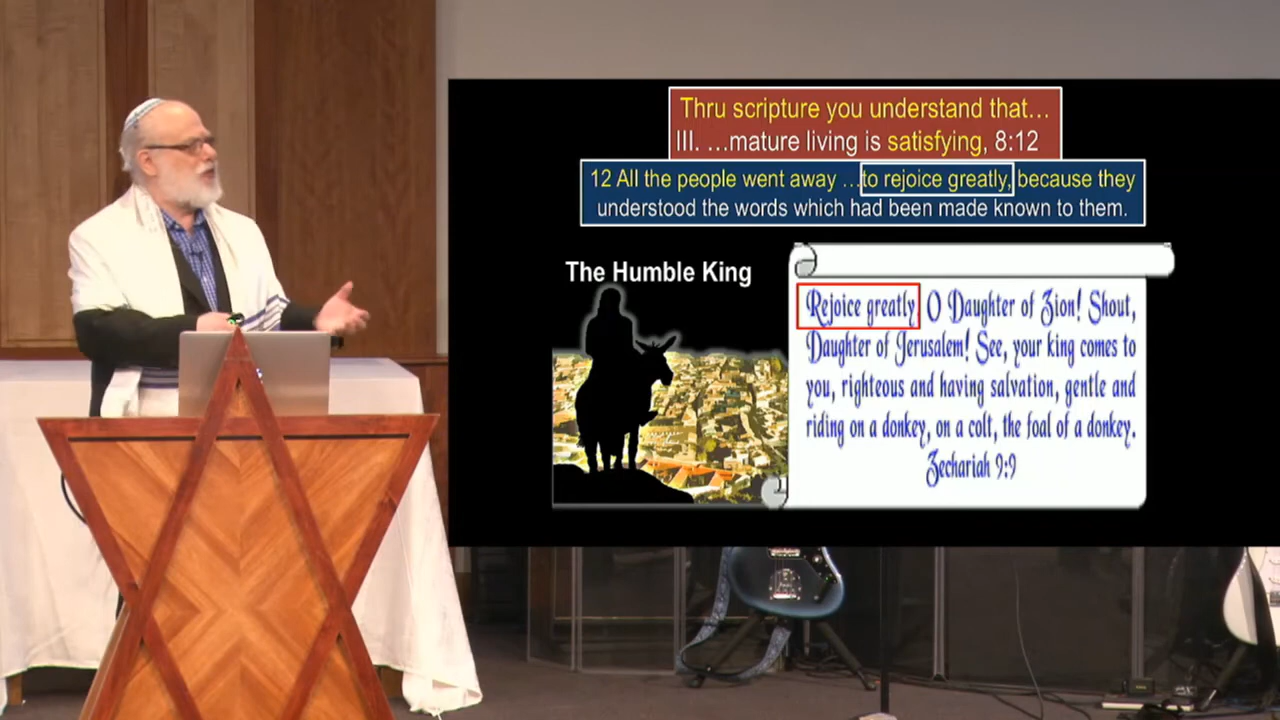 Thru scripture you understand that…
III. …mature living is satisfying, 8:12
12 All the people went away …to rejoice greatly, because they
understood the words which had been made known to them.
The Humble King
Rejoice greatly, O Daughter of Zion! Shout,
Daughter of Jerusalem! See, your king comes to
you, righteous and having salvation, gentle and
riding on a donkey, on a colt, the foal of a donkey.
Zechariah 9:9